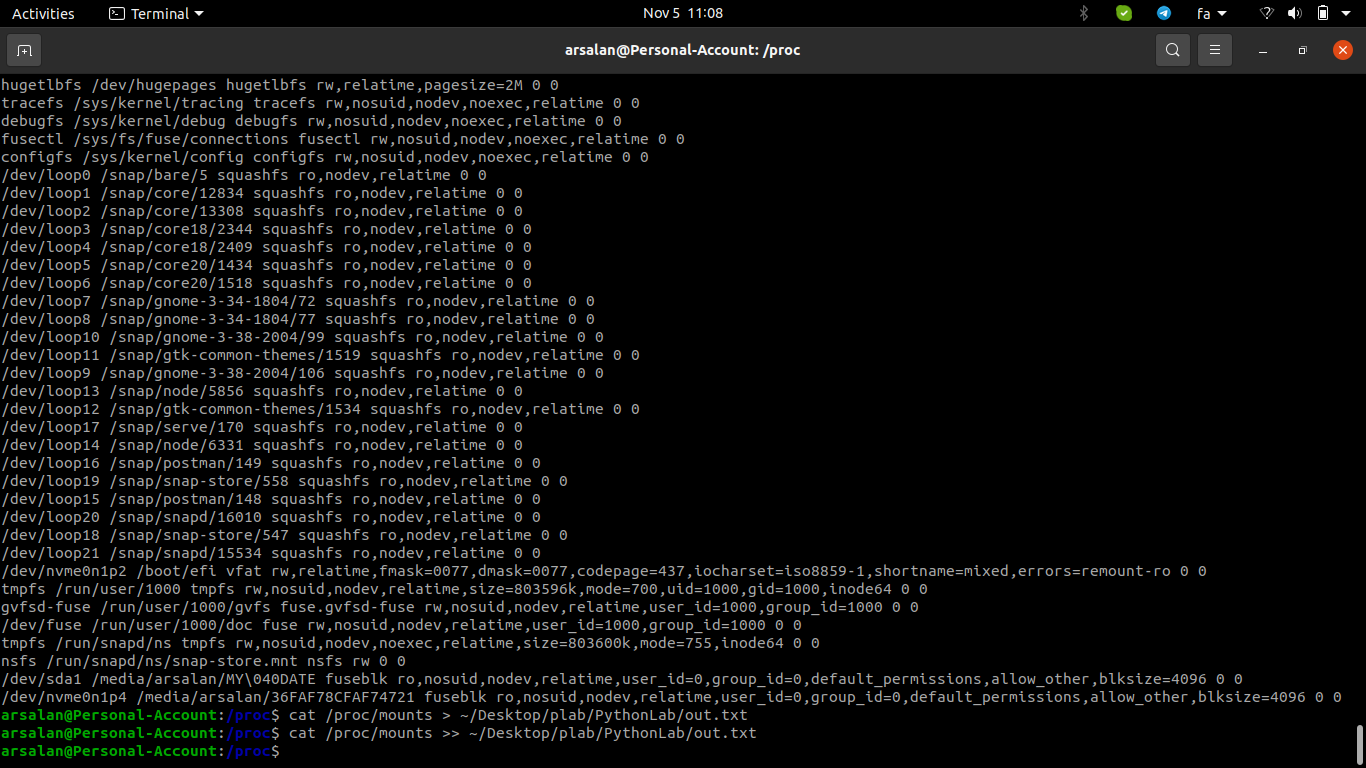 Activities Terminal Nov 5 11:08 fa
arsalan@Personal-Account: /proc
hugetlbfs /dev/hugepages hugetlbfs rw,relatime,pagesize=2M 0 0
tracefs /sys/kernel/tracing tracefs rw,nosuid,nodev,noexec,relatime 0 0
debugfs /sys/kernel/debug debugfs rw,nosuid,nodev,noexec,relatime 0 0
fusectl /sys/fs/fuse/connections fusectl rw,nosuid,nodev,noexec,relatime 0 0
configfs /sys/kernel/config configfs rw,nosuid,nodev,noexec,relatime 0 0
/dev/loop0 /snap/bare/5 squashfs ro,nodev,relatime 0 0
/dev/loop1 /snap/core/12834 squashfs ro,nodev,relatime 0 0
/dev/loop2 /snap/core/13308 squashfs ro,nodev,relatime 0 0
/dev/loop3 /snap/core18/2344 squashfs ro,nodev,relatime 0 0
/dev/loop4 /snap/core18/2409 squashfs ro,nodev,relatime 0 0
/dev/loop5 /snap/core20/1434 squashfs ro,nodev,relatime 0 0
/dev/loop6 /snap/core20/1518 squashfs ro,nodev,relatime 0 0
/dev/loop7 /snap/gnome-3-34-1804/72 squashfs ro,nodev,relatime 0 0
/dev/loop8 /snap/gnome-3-34-1804/77 squashfs ro,nodev,relatime 0 0
/dev/loop10 /snap/gnome-3-38-2004/99 squashfs ro,nodev,relatime 0 0
/dev/loop11 /snap/gtk-common-themes/1519 squashfs ro,nodev,relatime 0 0
/dev/loop9 /snap/gnome-3-38-2004/106 squashfs ro,nodev,relatime 0 0
/dev/loop13 /snap/node/5856 squashfs ro,nodev,relatime 0 0
/dev/loop12 /snap/gtk-common-themes/1534 squashfs ro,nodev,relatime 0 0
/dev/loop17 /snap/serve/170 squashfs ro,nodev,relatime 0 0
/dev/loop14 /snap/node/6331 squashfs ro,nodev,relatime 0 0
/dev/loop16 /snap/postman/149 squashfs ro,nodev,relatime 0 0
/dev/loop19 /snap/snap-store/558 squashfs ro,nodev,relatime 0 0
/dev/loop15 /snap/postman/148 squashfs ro,nodev,relatime 0 0
/dev/loop20 /snap/snapd/16010 squashfs ro,nodev,relatime 0 0
/dev/loop18 /snap/snap-store/547 squashfs ro,nodev,relatime 0 0
/dev/loop21 /snap/snapd/15534 squashfs ro,nodev,relatime 0 0
/dev/nvme0n1p2 /boot/efi vfat rw,relatime,fmask=0077,dmask=0077,codepage=437,iocharset=iso8859-1,shortname=mixed,errors=remount-ro 0 0
tmpfs /run/user/1000 tmpfs rw,nosuid,nodev,relatime,size=803596k,mode=700,uid=1000,gid=1000,inode64 0 0
gvfsd-fuse /run/user/1000/gvfs fuse.gvfsd-fuse rw,nosuid,nodev,relatime,user_id=1000,group_id=1000 0 0
/dev/fuse /run/user/1000/doc fuse rw,nosuid,nodev,relatime,user_id=1000,group_id=1000 0 0
tmpfs /run/snapd/ns tmpfs rw,nosuid,nodev,noexec,relatime,size=803600k,mode=755,inode64 0 0
nsfs /run/snapd/ns/snap-store.mnt nsfs rw 0 0
/dev/sda1 /media/arsalan/MY\040DATE fuseblk ro,nosuid,nodev,relatime,user_id=0,group_id=0,default_permissions,allow_other,blksize=4096 0 0
/dev/nvme0n1p4 /media/arsalan/36FAF78CFAF74721 fuseblk ro,nosuid,nodev,relatime,user_id=0,group_id=0,default_permissions,allow_other,blksize=4096 0 0
arsalan@Personal-Account:/proc$ cat /proc/mounts > ~/Desktop/plab/PythonLab/out.txt
arsalan@Personal-Account:/proc$ cat /proc/mounts >> ~/Desktop/plab/PythonLab/out.txt
arsalan@Personal-Account:/proc$